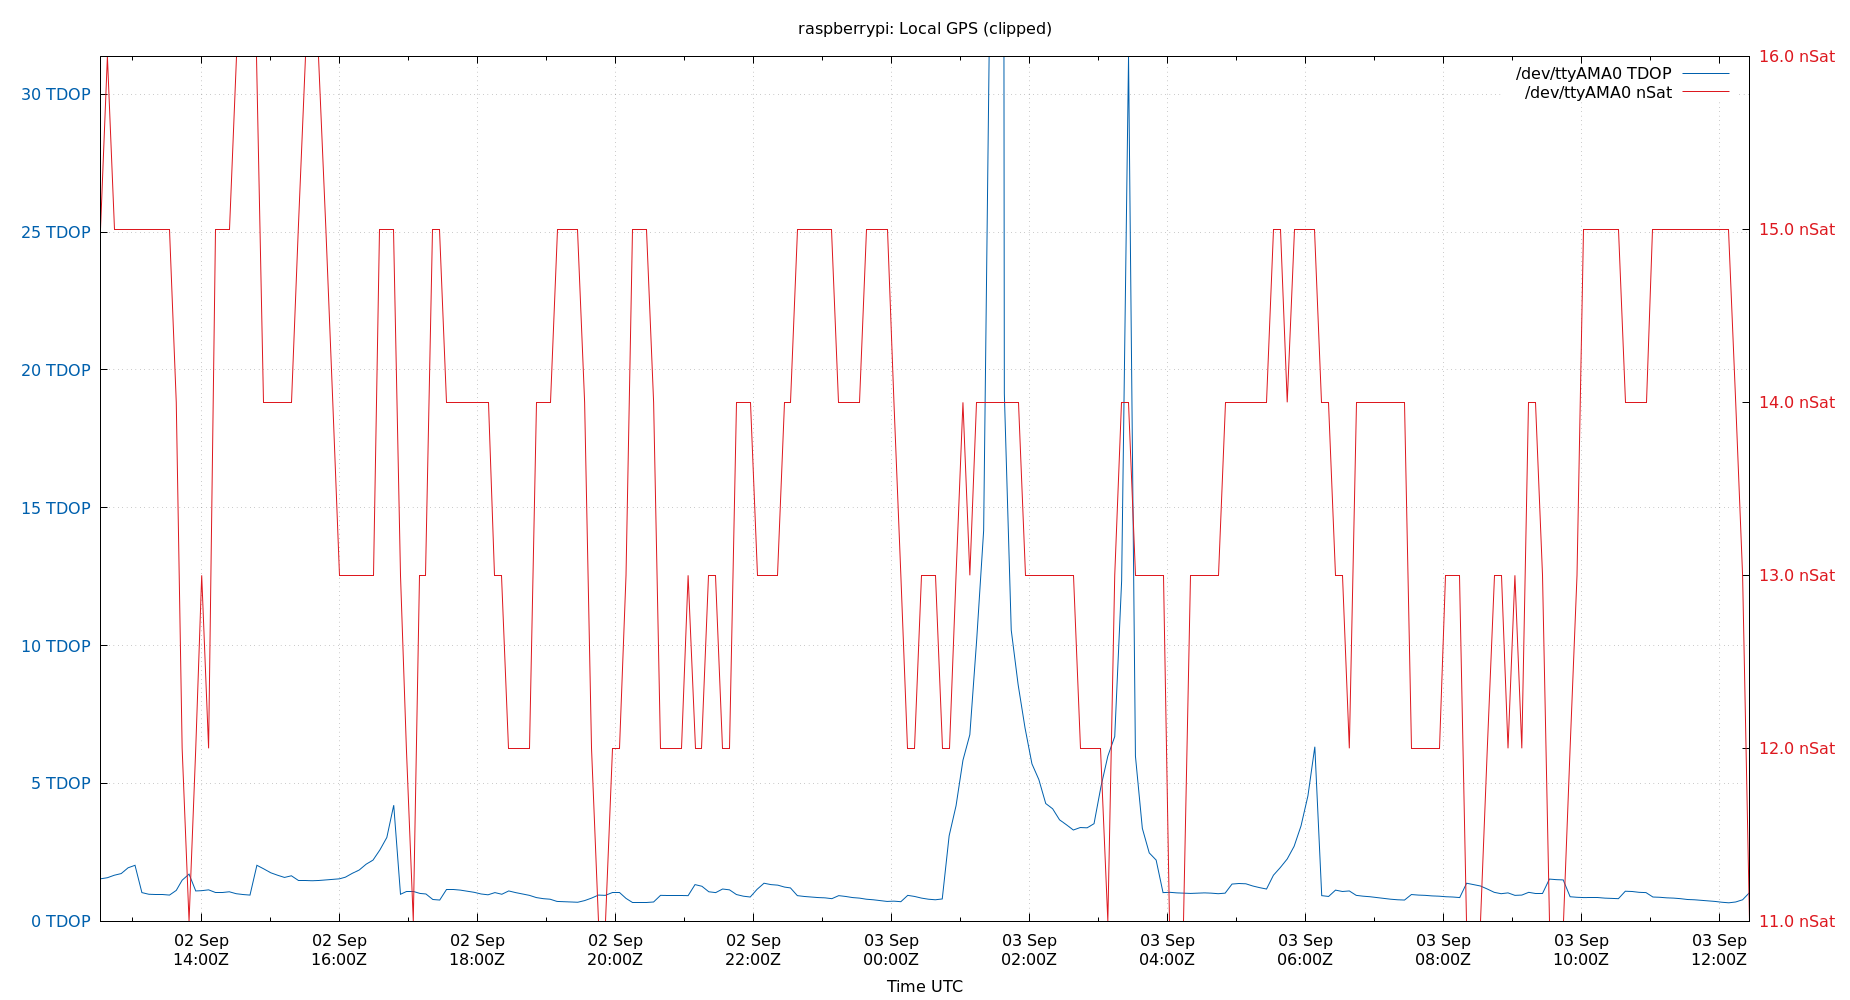 raspberrypi: Local GPS (clipped)
/dev/ttyAMA0 TDOP
/dev/ttyAMA0 nSat
30 TDOP
25 TDOP
20 TDOP
15 TDOP
10 TDOP
5 TDOP
0 TDOP
16.0 nSat
15.0 nSat
14.0 nSat
13.0 nSat
12.0 nSat
11.0 nSat
02 Sep
14:00Z
02 Sep
16:00Z
02 Sep
18:00Z
02 Sep
20:00Z
02 Sep
22:00Z
03 Sep
00:00Z
03 Sep
02:00Z
03 Sep
04:00Z
03 Sep
06:00Z
03 Sep
08:00Z
03 Sep
10:00Z
03 Sep
12:00Z
Time UTC